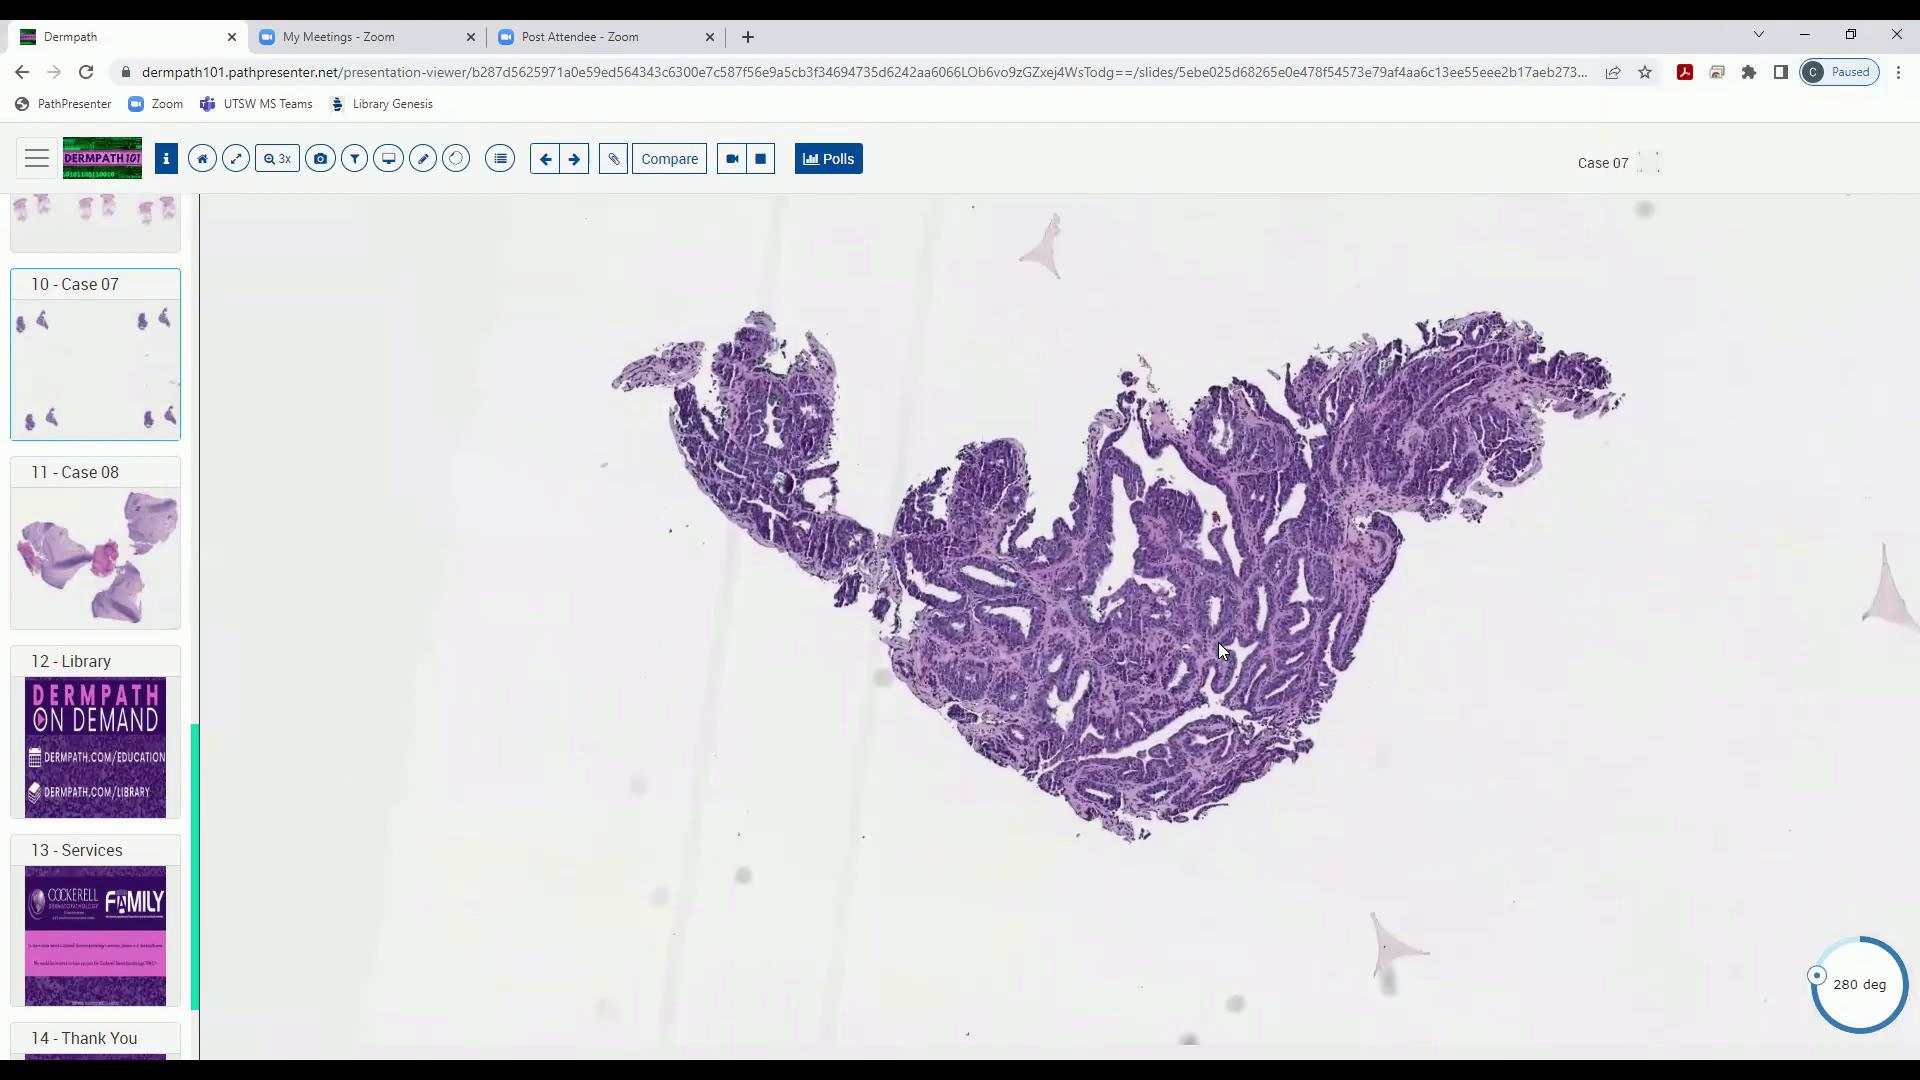 Dermpath
My Meetings - Zoom
Post Attendee - Zoom
dermpath101.pathpresenter.net/presentation-viewer/b287d5625971a0e59ed564343c6300e7c587f56e9a5cb3f34694735d6242aa6066LOb6vo9zGZxej4WsTodg==/slides/5ebe025d68265e0e478f54573e79af4aa6c13ee55eee2b17aeb273...
C Paused
PathPresenter
Zoom
UTSW MS Teams
Library Genesis
DERMPATH 101
3x
Compare
Polls
Case 07
10 - Case 07
11 - Case 08
12 - Library
DERMPATH
ON DEMAND
DERMPATH.COM/EDUCATION
DERMPATH.COM/LIBRARY
13 - Services
COCKERELL
FAMILY
14 - Thank You
280 deg